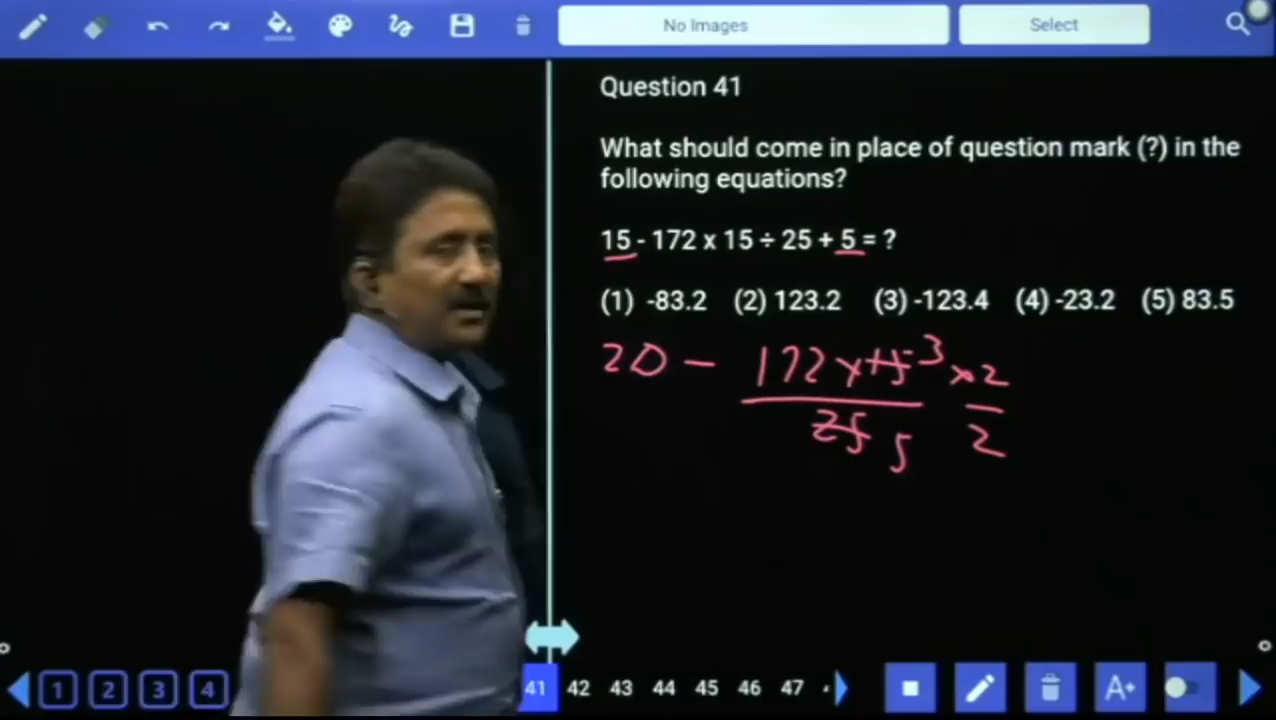 No Images Select
Question 41
What should come in place of question mark (?) in the
following equations?
15 - 172 x 15 ÷ 25 + 5 = ?
(1) -83.2 (2) 123.2 (3) -123.4 (4) -23.2 (5) 83.5
20 - 172 x 15 3 x 2
25 5 2
1 2 3 4 41 42 43 44 45 46 47 A+